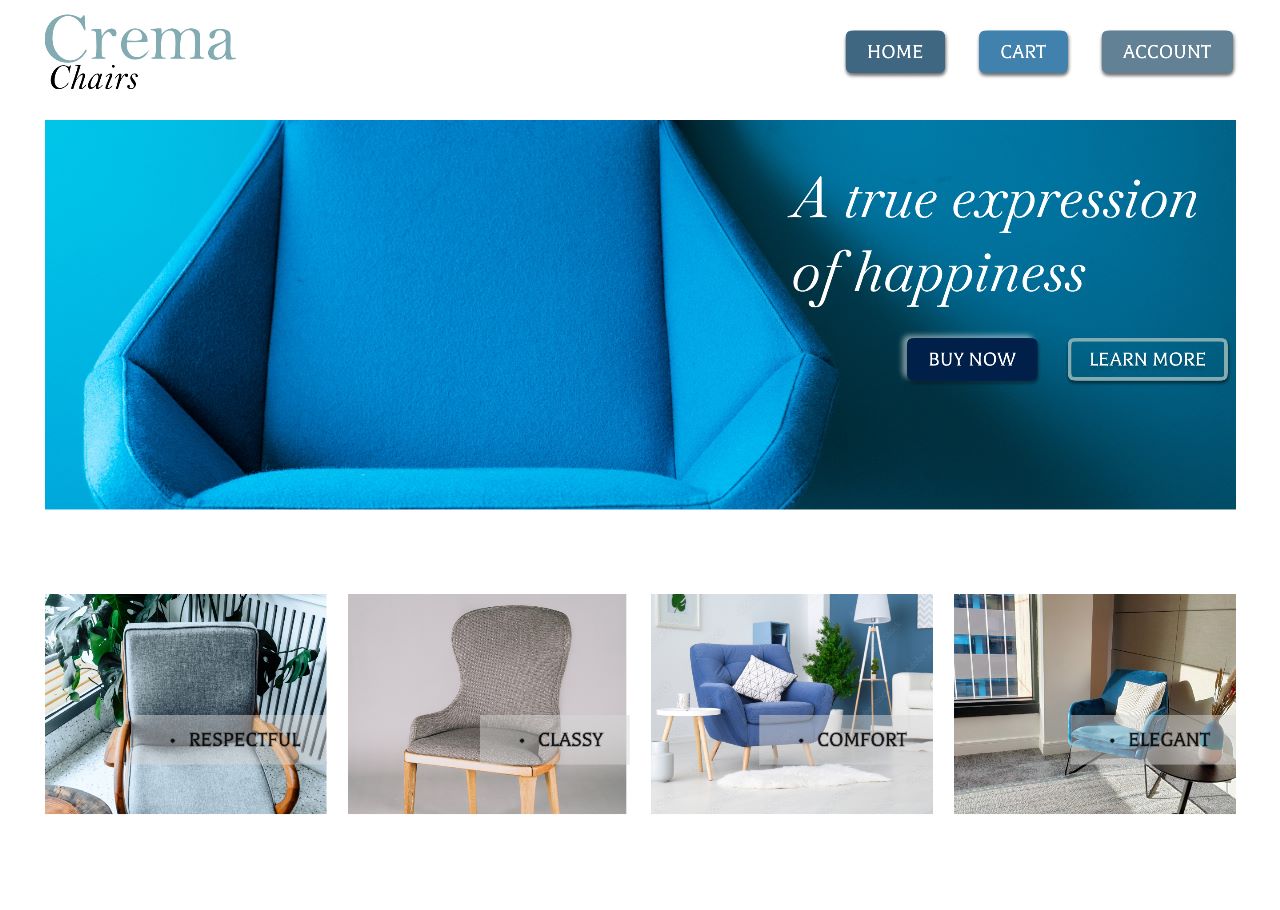 Crema
Chairs
HOME
CART
ACCOUNT
A true expression
of happiness
BUY NOW
LEARN MORE
• RESPECTFUL
• CLASSY
• COMFORT
• ELEGANT